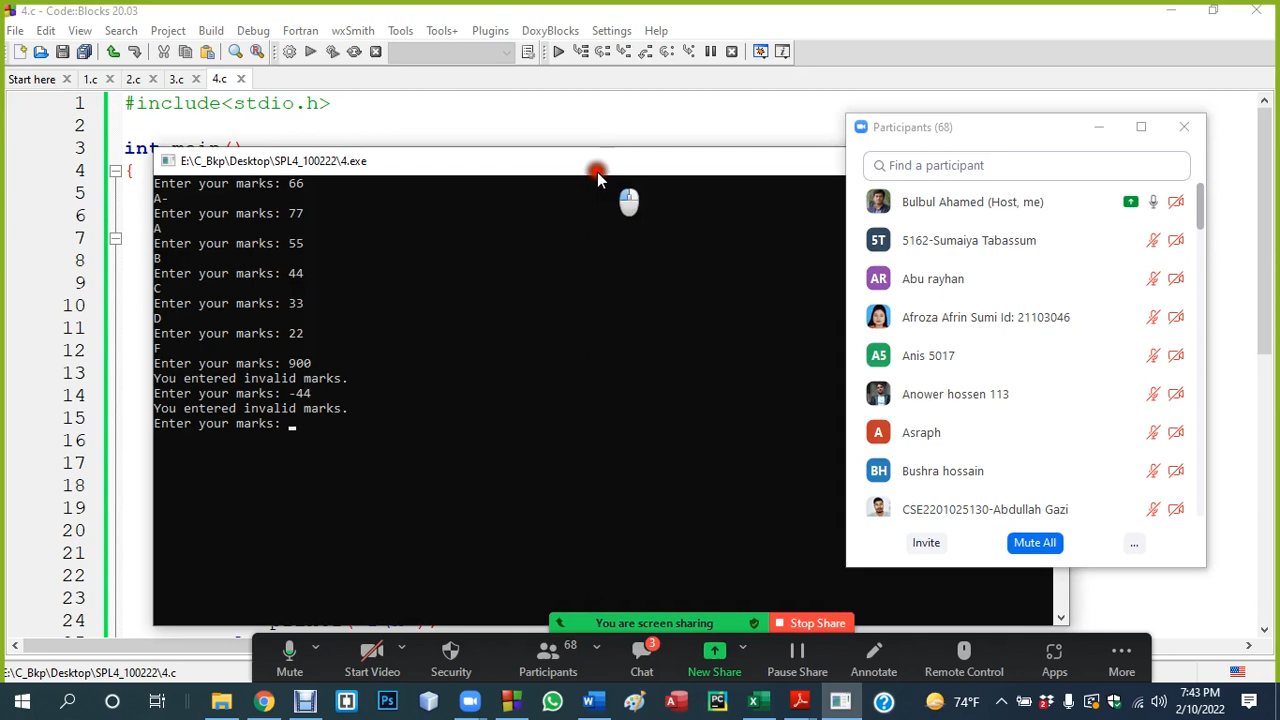 4.c - Code::Blocks 20.03
File Edit View Search Project Build Debug Fortran wxSmith Tools Tools+ Plugins DoxyBlocks Settings Help
Start here 1.c 2.c 3.c 4.c
1 #include<stdio.h>
2
3 int main()
4 {
5
6
7
8
9
10
11
12
13
14
15
16
17
18
19
20
21
22
23
24
E:\C_Bkp\Desktop\SPL4_100222\4.exe
Enter your marks: 66
A-
Enter your marks: 77
A
Enter your marks: 55
B
Enter your marks: 44
C
Enter your marks: 33
D
Enter your marks: 22
F
Enter your marks: 900
You entered invalid marks.
Enter your marks: -44
You entered invalid marks.
Enter your marks:
Participants (68)
Find a participant
Bulbul Ahamed (Host, me)
5T 5162-Sumaiya Tabassum
AR Abu rayhan
Afroza Afrin Sumi Id: 21103046
A5 Anis 5017
Anower hossen 113
A Asraph
BH Bushra hossain
CSE2201025130-Abdullah Gazi
Invite Mute All ...
You are screen sharing Stop Share
68 3
Mute Start Video Security Participants Chat New Share Pause Share Annotate Remote Control Apps More
E:\C_Bkp\Desktop\SPL4_100222\4.c
74°F
7:43 PM
2/10/2022